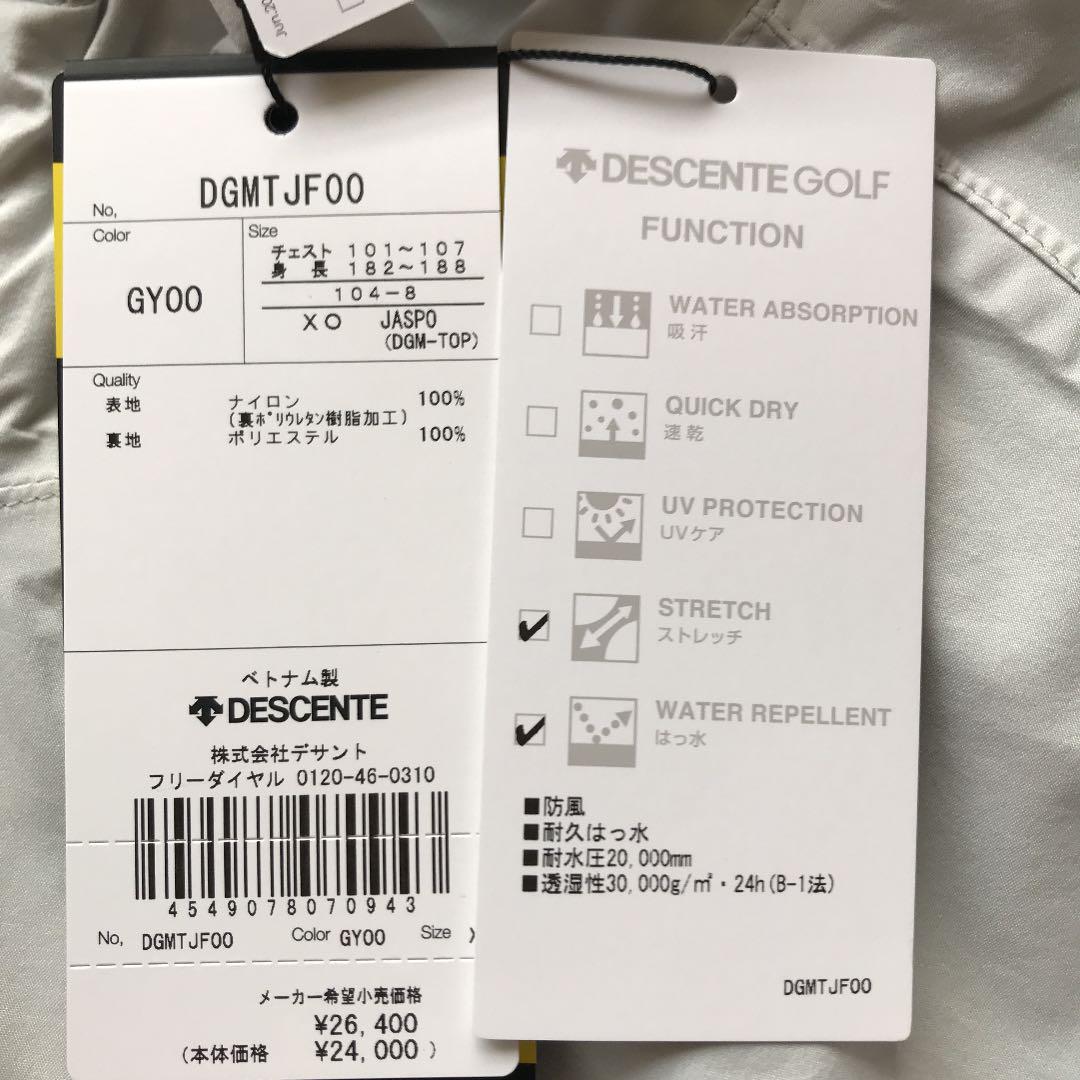 Jun.20
No, DGMTJF00
Color
GY00
Size
チェスト 101～107
身長 182～188
104-8
XO JASPO
(DGM-TOP)
Quality
表地 ナイロン 100%
(裏ﾎﾟﾘｳﾚﾀﾝ樹脂加工)
裏地 ポリエステル 100%
ベトナム製
DESCENTE
株式会社デサント
フリーダイヤル 0120-46-0310
4549078070943
No, DGMTJF00 Color GY00 Size
メーカー希望小売価格
¥26,400
(本体価格 ¥24,000)
DESCENTE GOLF
FUNCTION
WATER ABSORPTION
吸汗
QUICK DRY
速乾
UV PROTECTION
UVケア
✔ STRETCH
ストレッチ
✔ WATER REPELLENT
はっ水
■防風
■耐久はっ水
■耐水圧20,000mm
■透湿性30,000g/㎡・24h(B-1法)
DGMTJF00